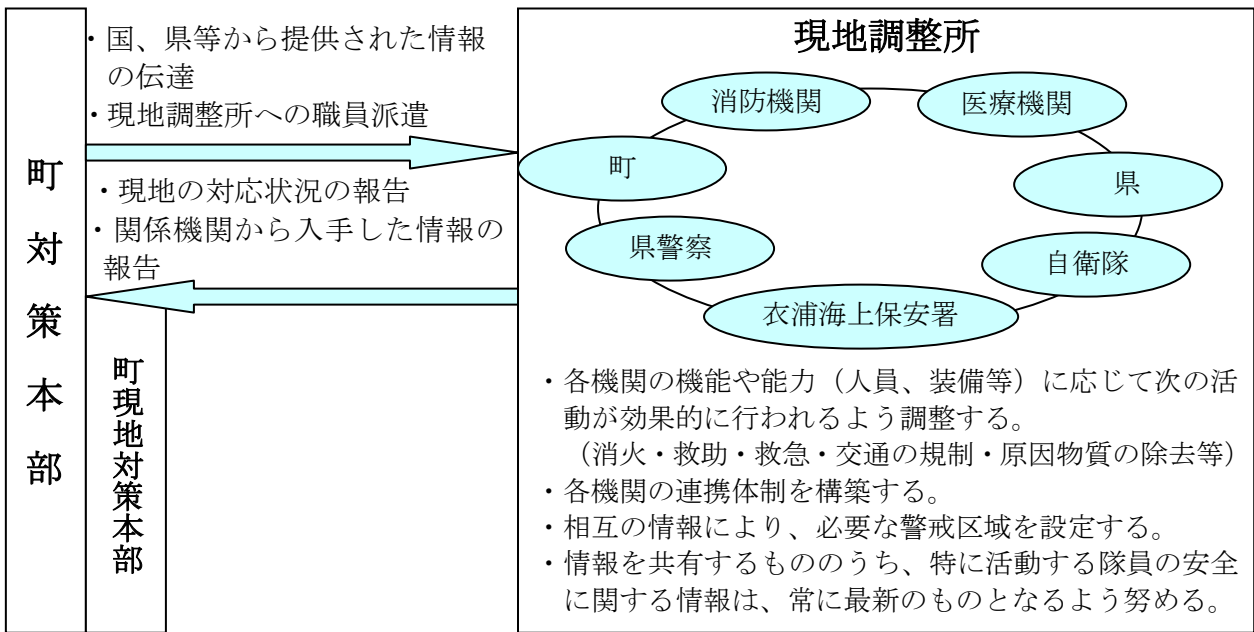 町対策本部
町現地対策本部
・国、県等から提供された情報
の伝達
・現地調整所への職員派遣
・現地の対応状況の報告
・関係機関から入手した情報の
報告
現地調整所
消防機関
医療機関
町
県
県警察
自衛隊
衣浦海上保安署
・各機関の機能や能力（人員、装備等）に応じて次の活
動が効果的に行われるよう調整する。
（消火・救助・救急・交通の規制・原因物質の除去等）
・各機関の連携体制を構築する。
・相互の情報により、必要な警戒区域を設定する。
・情報を共有するもののうち、特に活動する隊員の安全
に関する情報は、常に最新のものとなるよう努める。